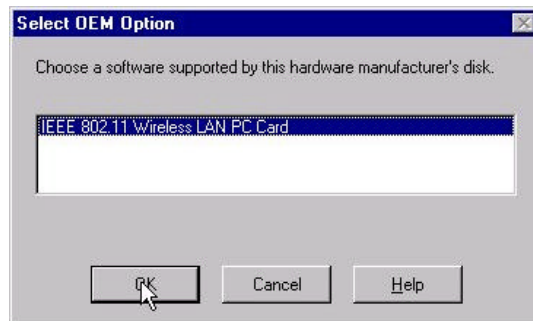 Select OEM Option
Choose a software supported by this hardware manufacturer's disk.
IEEE 802.11 Wireless LAN PC Card
OK Cancel Help